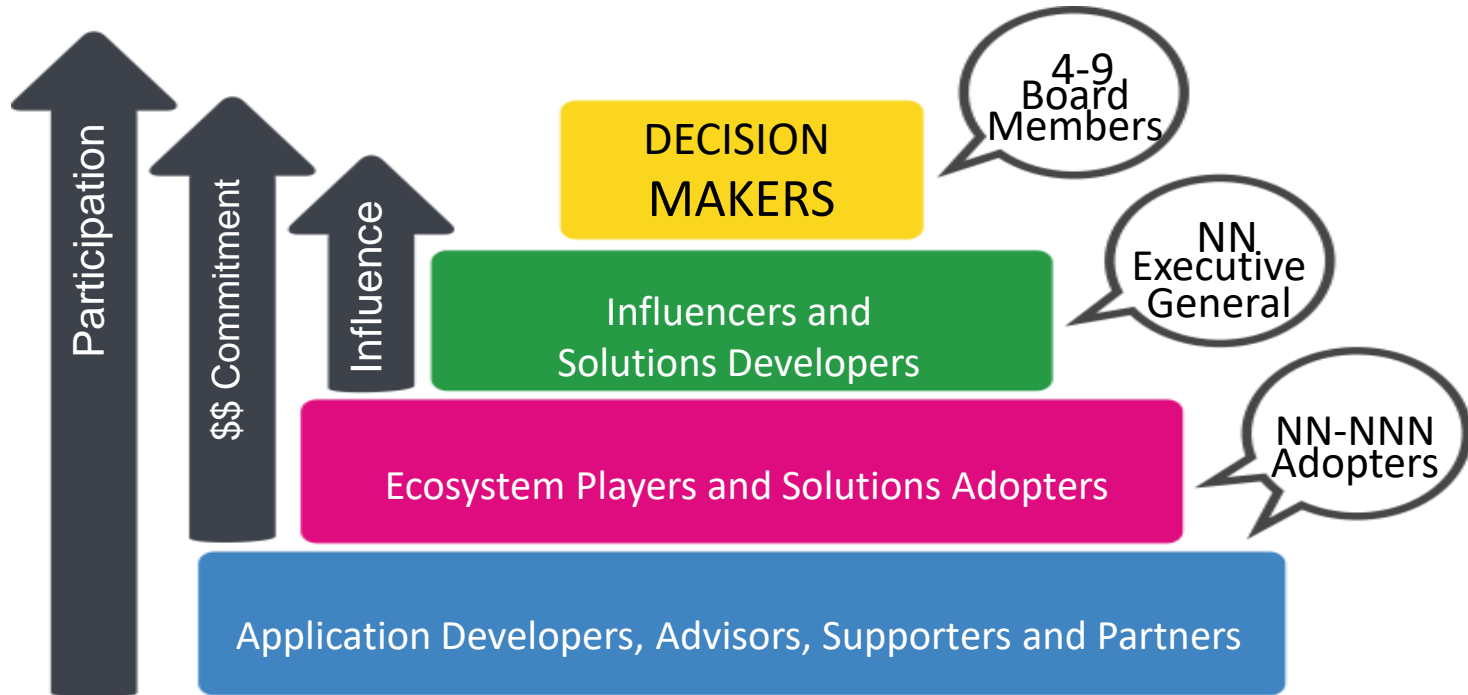 Participation
$$ Commitment
Influence
DECISION
MAKERS
4-9
Board
Members
Influencers and
Solutions Developers
NN
Executive
General
Ecosystem Players and Solutions Adopters
NN-NNN
Adopters
Application Developers, Advisors, Supporters and Partners